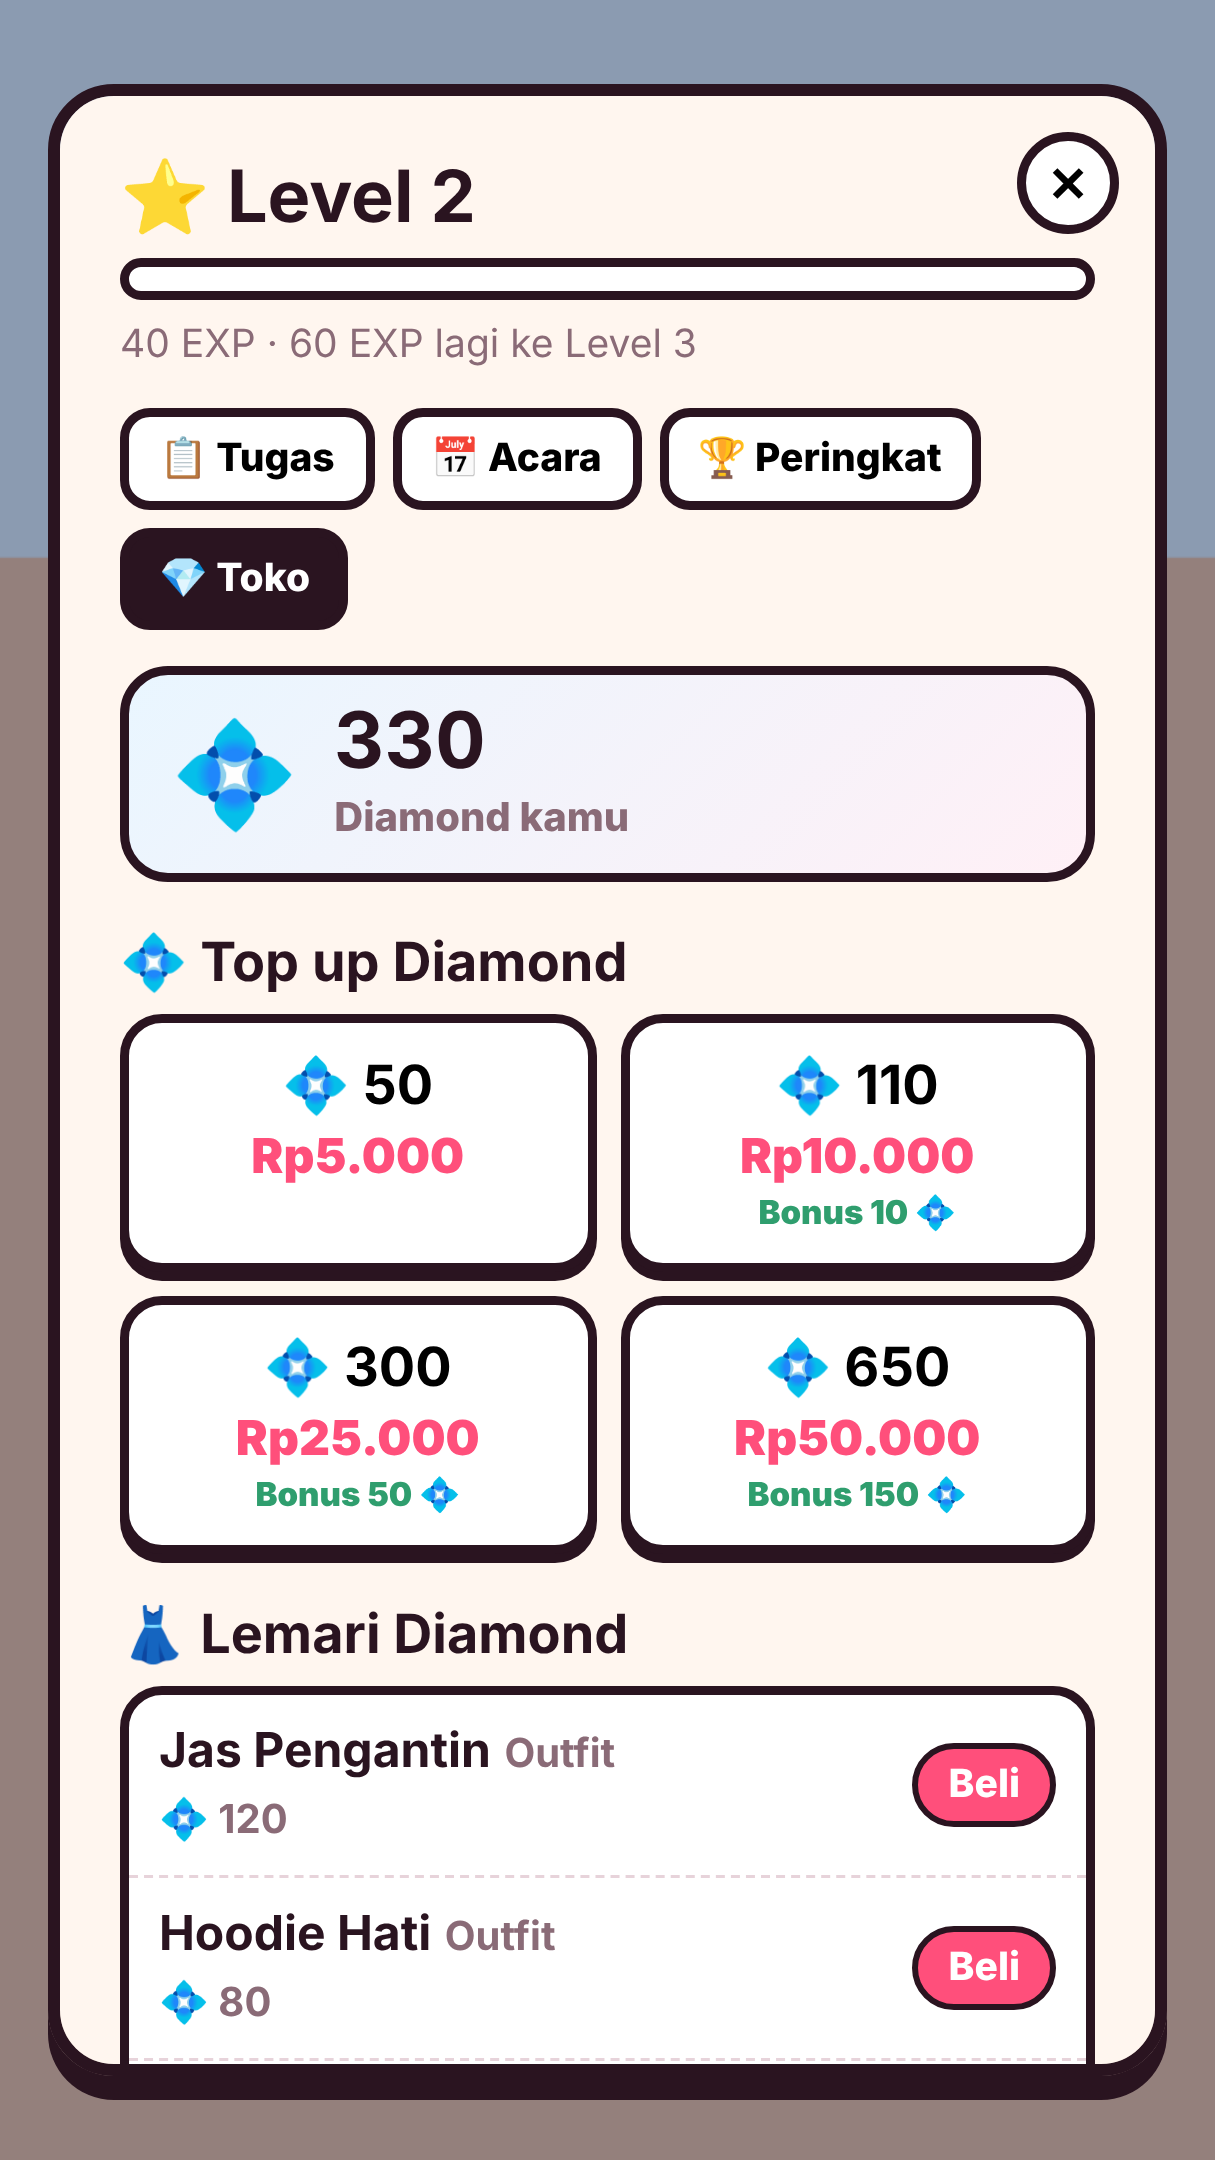 ⭐ Level 2
✕
40 EXP · 60 EXP lagi ke Level 3
📋 Tugas
📅 Acara
🏆 Peringkat
💎 Toko
330
Diamond kamu
💠 Top up Diamond
💠 50
Rp5.000
💠 110
Rp10.000
Bonus 10 💠
💠 300
Rp25.000
Bonus 50 💠
💠 650
Rp50.000
Bonus 150 💠
👗 Lemari Diamond
Jas Pengantin Outfit
💠 120
Beli
Hoodie Hati Outfit
💠 80
Beli